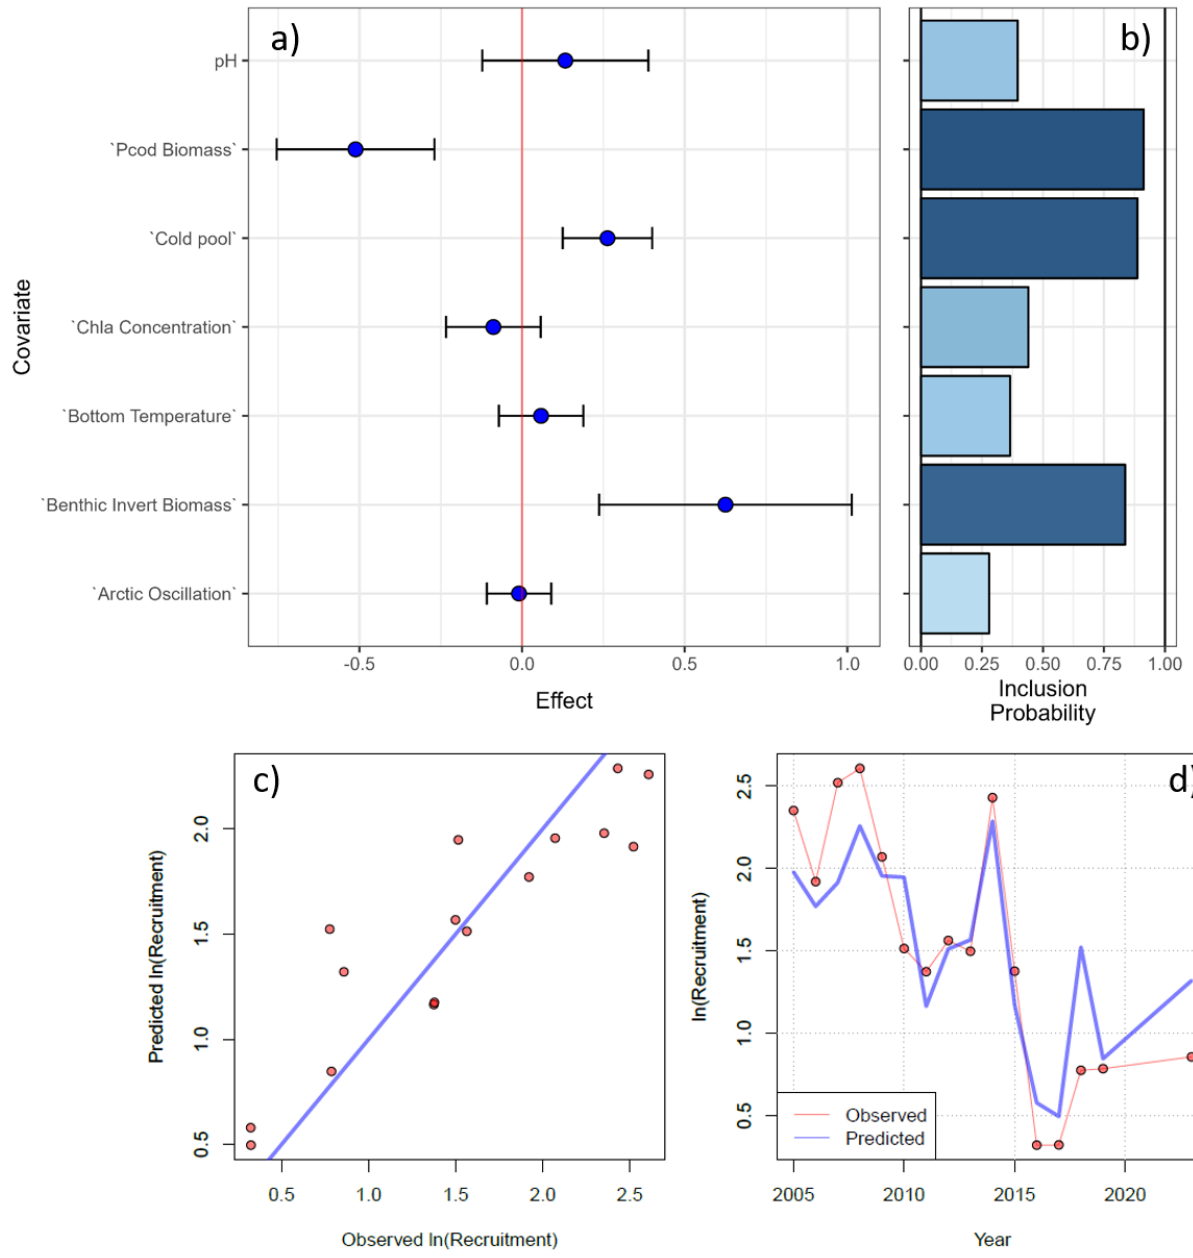 a)
b)
Covariate
pH
`Pcod Biomass`
`Cold pool`
`Chla Concentration`
`Bottom Temperature`
`Benthic Invert Biomass`
`Arctic Oscillation`
-0.5 0.0 0.5 1.0
Effect
0.00 0.25 0.50 0.75 1.00
Inclusion
Probability
c)
Predicted ln(Recruitment)
2.0
1.5
1.0
0.5
0.5 1.0 1.5 2.0 2.5
Observed ln(Recruitment)
d)
ln(Recruitment)
2.5
2.0
1.5
1.0
0.5
Observed
Predicted
2005 2010 2015 2020
Year